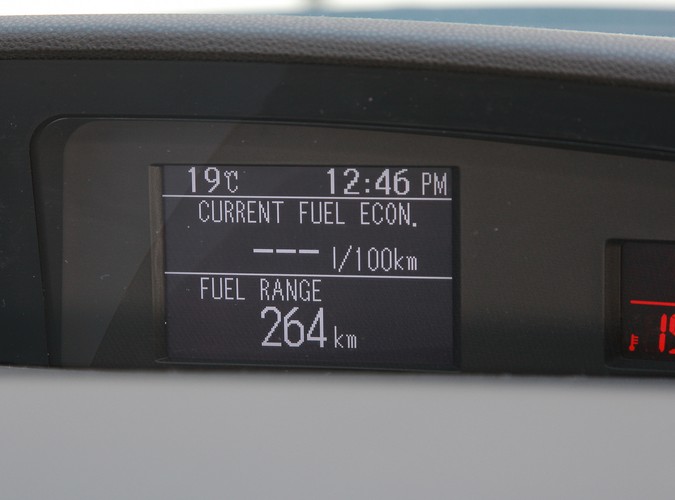 19℃ 12:46 PM
CURRENT FUEL ECON.
--- l/100km
FUEL RANGE
264 km